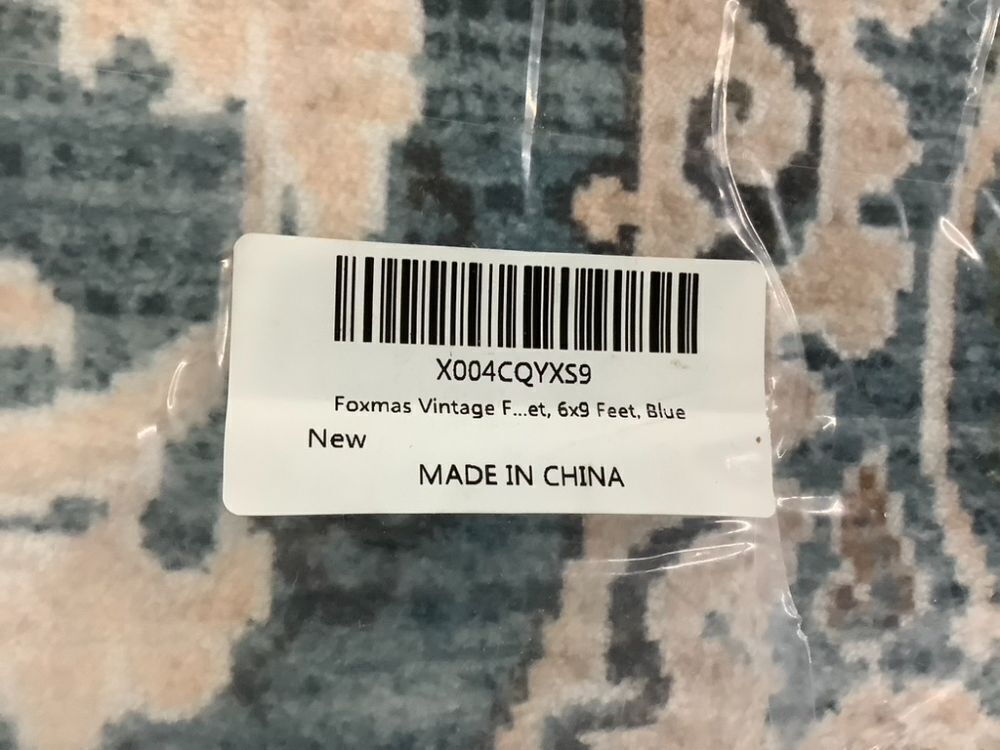 X004CQYXS9
Foxmas Vintage F...et, 6x9 Feet, Blue
New
MADE IN CHINA